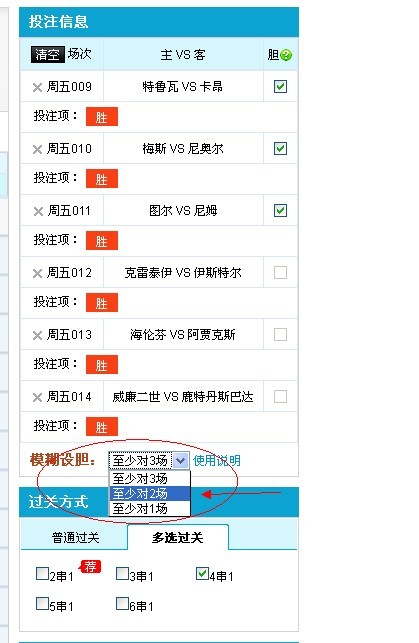 投注信息
清空 场次 主 VS 客 胆
周五009 特鲁瓦 VS 卡昂
投注项： 胜
周五010 梅斯 VS 尼奥尔
投注项： 胜
周五011 图尔 VS 尼姆
投注项： 胜
周五012 克雷泰伊 VS 伊斯特尔
投注项： 胜
周五013 海伦芬 VS 阿贾克斯
投注项： 胜
周五014 威廉二世 VS 鹿特丹斯巴达
投注项： 胜
模糊设胆： 至少对3场 使用说明
至少对3场
至少对2场
至少对1场
过关方式
普通过关 多选过关
2串1 荐 3串1 4串1
5串1 6串1